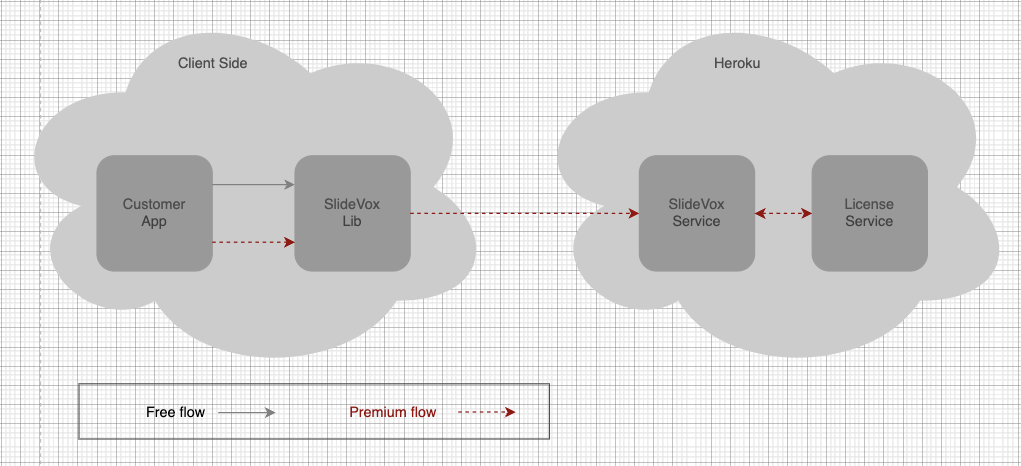 Client Side
Heroku
Customer
App
SlideVox
Lib
SlideVox
Service
License
Service
Free flow
Premium flow